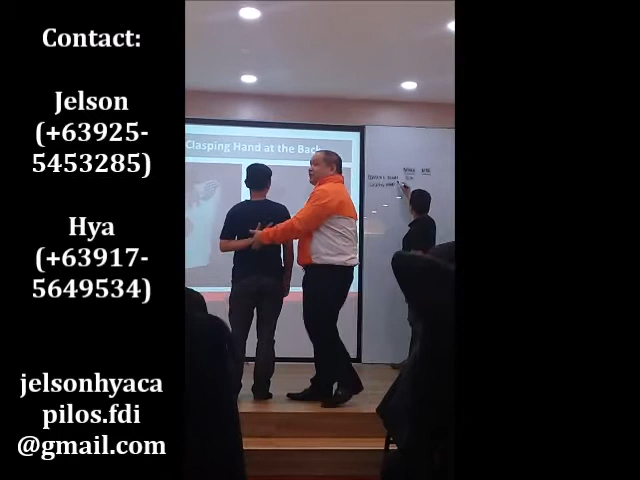 Contact:
Jelson
(+63925-
5453285)
Hya
(+63917-
5649534)
jelsonhyaca
pilos.fdi
@gmail.com
Clasping Hand at the Back